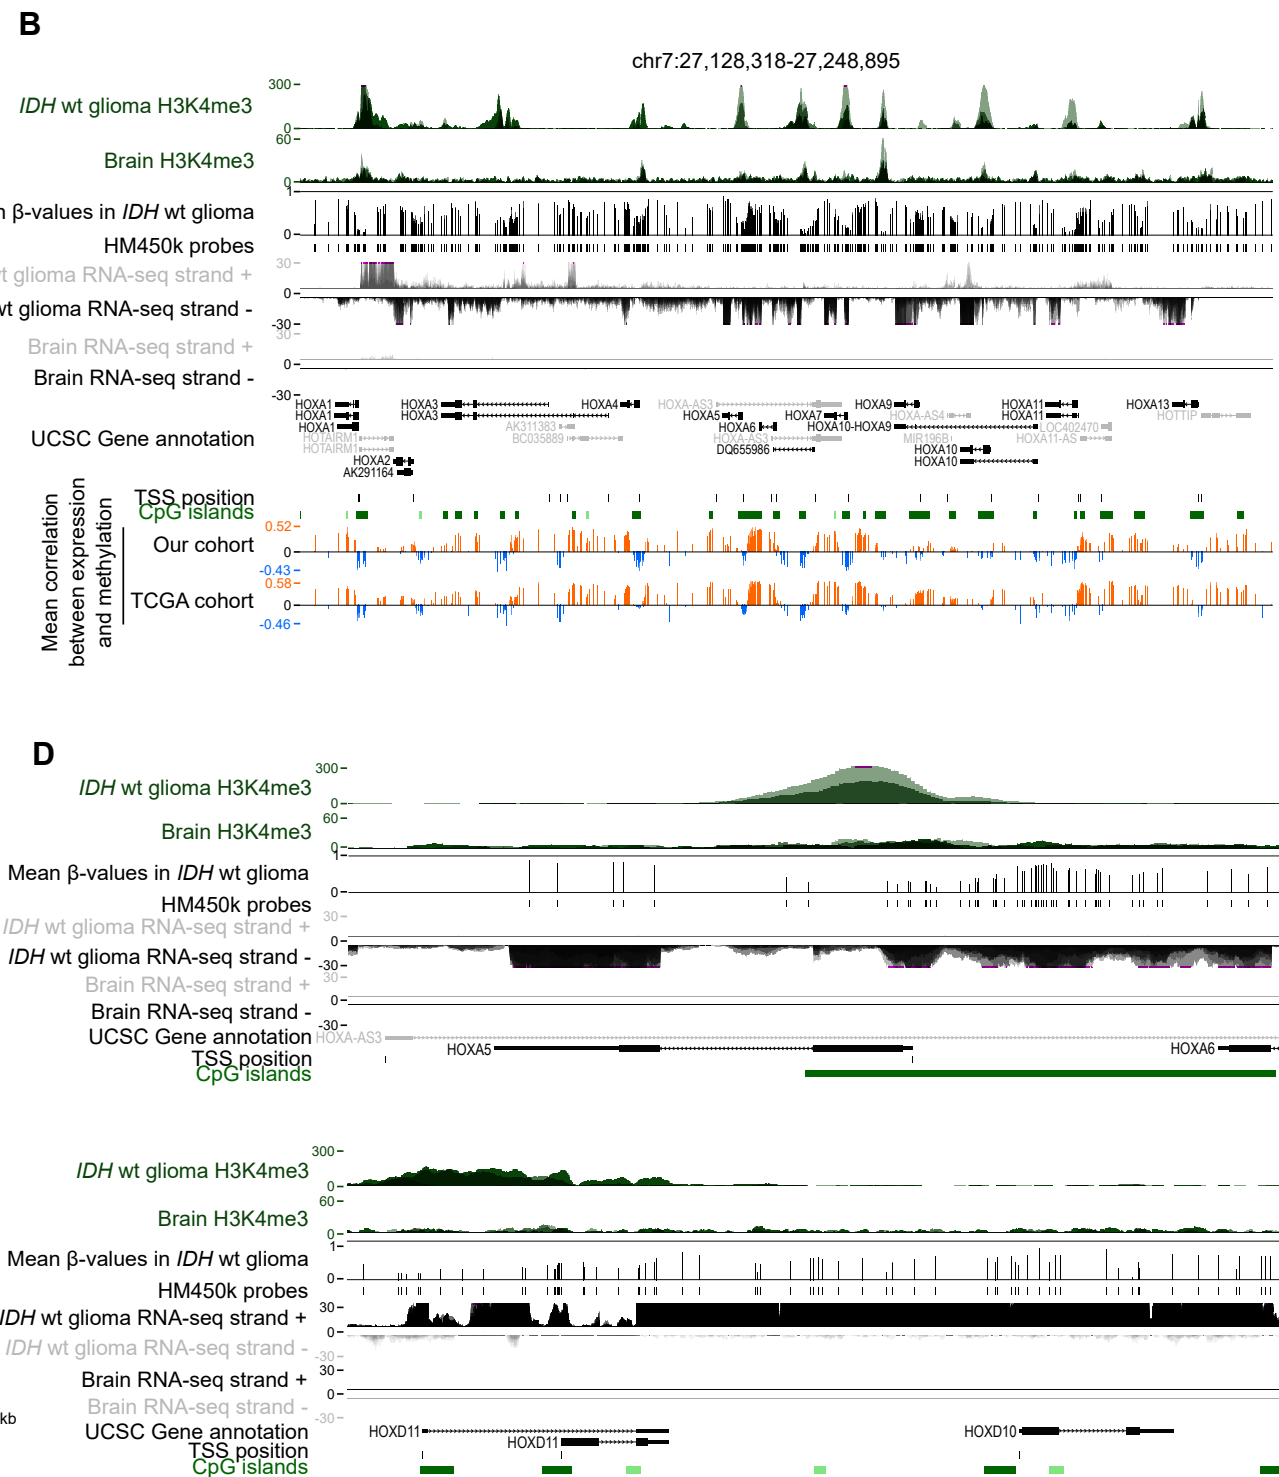 B
chr7:27,128,318-27,248,895
300
IDH wt glioma H3K4me3
0
60
Brain H3K4me3
0
1
β-values in IDH wt glioma
0
HM450k probes
30
glioma RNA-seq strand +
0
wt glioma RNA-seq strand -
-30
30
Brain RNA-seq strand +
0
Brain RNA-seq strand -
-30
HOXA1 HOXA3 HOXA4 HOXA-AS3 HOXA9 HOXA11 HOXA13
HOXA1 HOXA3 HOXA5 HOXA7 HOXA-AS4 HOXA11 HOTTIP
HOXA1 AK311383 HOXA6 HOXA10-HOXA9 LOC402470
UCSC Gene annotation
HOTAIRM1 BC035889 HOXA-AS3 MIR196B HOXA11-AS
HOTAIRM1 DQ655986 HOXA10
HOXA2 HOXA10
AK291164
TSS position
CpG islands
Mean correlation
between expression
and methylation
0.52
Our cohort
0
-0.43
0.58
TCGA cohort
0
-0.46
D
300
IDH wt glioma H3K4me3
0
60
Brain H3K4me3
0
1
Mean β-values in IDH wt glioma
0
HM450k probes
30
IDH wt glioma RNA-seq strand +
0
IDH wt glioma RNA-seq strand -
-30
30
Brain RNA-seq strand +
0
Brain RNA-seq strand -
-30
UCSC Gene annotation HOXA-AS3
HOXA5 HOXA6
TSS position
CpG islands
300
IDH wt glioma H3K4me3
0
60
Brain H3K4me3
0
1
Mean β-values in IDH wt glioma
0
HM450k probes
30
IDH wt glioma RNA-seq strand +
0
IDH wt glioma RNA-seq strand -
-30
30
Brain RNA-seq strand +
0
Brain RNA-seq strand -
-30
kb
UCSC Gene annotation HOXD11 HOXD10
HOXD11
TSS position
CpG islands